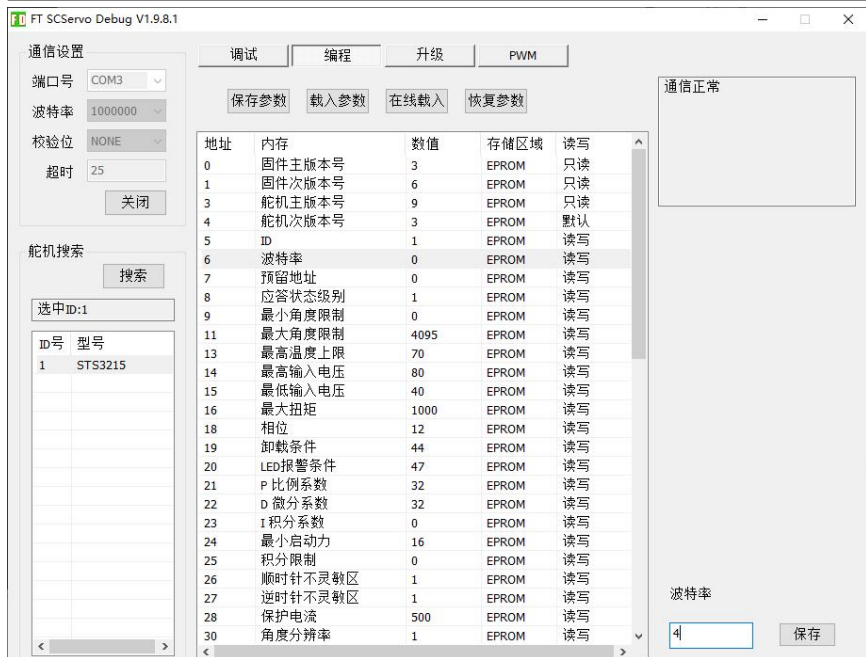 FT SCServo Debug V1.9.8.1
通信设置
端口号 COM3
波特率 1000000
校验位 NONE
超时 25
关闭
舵机搜索
搜索
选中ID:1
ID号 型号
1 STS3215
调试 编程 升级 PWM
保存参数 载入参数 在线载入 恢复参数
地址 内存 数值 存储区域 读写
0 固件主版本号 3 EPROM 只读
1 固件次版本号 6 EPROM 只读
3 舵机主版本号 9 EPROM 只读
4 舵机次版本号 3 EPROM 默认
5 ID 1 EPROM 读写
6 波特率 0 EPROM 读写
7 预留地址 0 EPROM 读写
8 应答状态级别 1 EPROM 读写
9 最小角度限制 0 EPROM 读写
11 最大角度限制 4095 EPROM 读写
13 最高温度上限 70 EPROM 读写
14 最高输入电压 80 EPROM 读写
15 最低输入电压 40 EPROM 读写
16 最大扭矩 1000 EPROM 读写
18 相位 12 EPROM 读写
19 卸载条件 44 EPROM 读写
20 LED报警条件 47 EPROM 读写
21 P 比例系数 32 EPROM 读写
22 D 微分系数 32 EPROM 读写
23 I 积分系数 0 EPROM 读写
24 最小启动力 16 EPROM 读写
25 积分限制 0 EPROM 读写
26 顺时针不灵敏区 1 EPROM 读写
27 逆时针不灵敏区 1 EPROM 读写
28 保护电流 500 EPROM 读写
30 角度分辨率 1 EPROM 读写
通信正常
波特率
4 保存